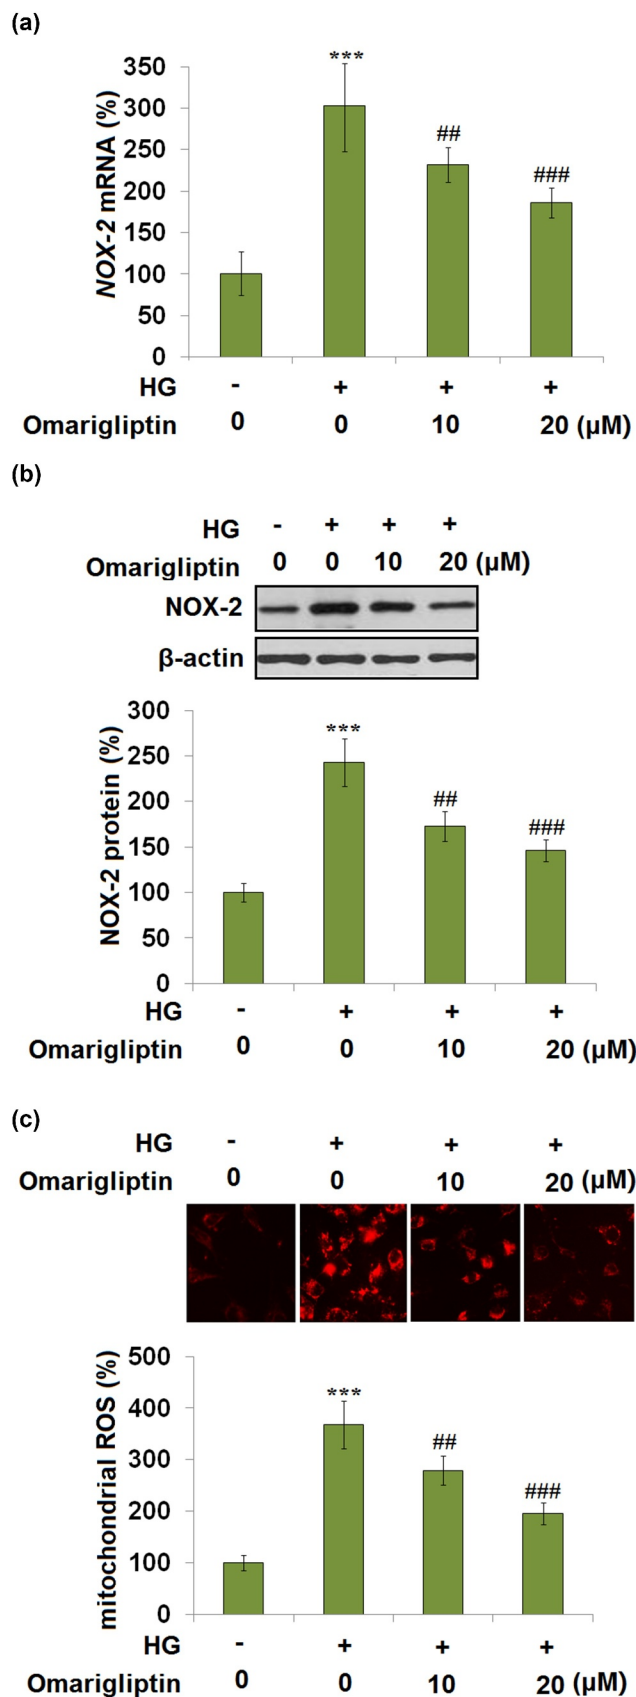 (a)
350
300
250
200
150
100
50
0
NOX-2 mRNA (%)
***
##
###
HG - + + +
Omarigliptin 0 0 10 20 (μM)
(b)
HG - + + +
Omarigliptin 0 0 10 20 (μM)
NOX-2
β-actin
300
250
200
150
100
50
0
NOX-2 protein (%)
***
##
###
HG - + + +
Omarigliptin 0 0 10 20 (μM)
(c)
HG - + + +
Omarigliptin 0 0 10 20 (μM)
500
400
300
200
100
0
mitochondrial ROS (%)
***
##
###
HG - + + +
Omarigliptin 0 0 10 20 (μM)